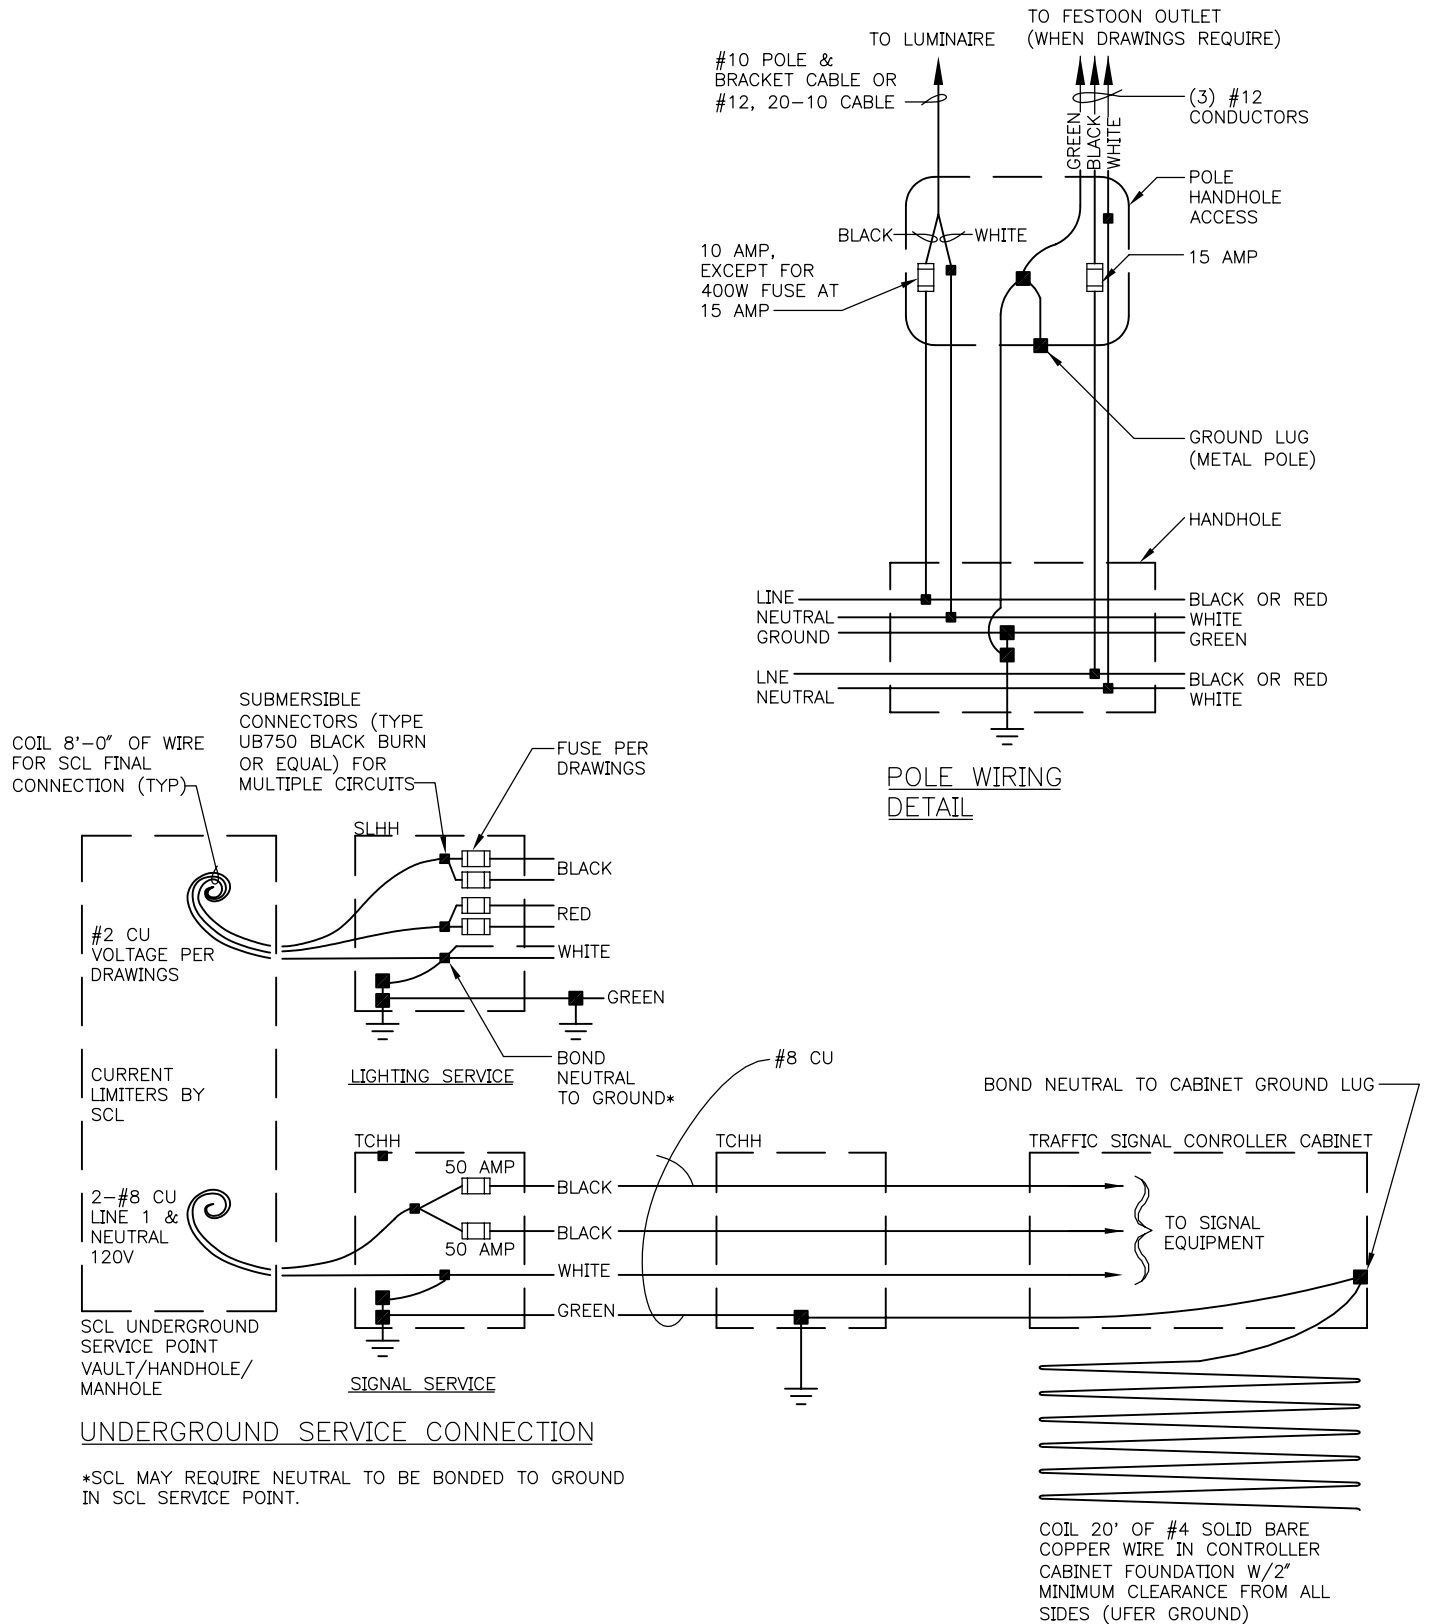 TO LUMINAIRE
TO FESTOON OUTLET
(WHEN DRAWINGS REQUIRE)
#10 POLE &
BRACKET CABLE OR
#12, 20-10 CABLE
(3) #12
CONDUCTORS
GREEN
BLACK
WHITE
POLE
HANDHOLE
ACCESS
BLACK
WHITE
10 AMP,
EXCEPT FOR
400W FUSE AT
15 AMP
15 AMP
GROUND LUG
(METAL POLE)
HANDHOLE
LINE
NEUTRAL
GROUND
BLACK OR RED
WHITE
GREEN
LNE
NEUTRAL
BLACK OR RED
WHITE
POLE WIRING
DETAIL
COIL 8'-0" OF WIRE
FOR SCL FINAL
CONNECTION (TYP)
SUBMERSIBLE
CONNECTORS (TYPE
UB750 BLACK BURN
OR EQUAL) FOR
MULTIPLE CIRCUITS
FUSE PER
DRAWINGS
SLHH
BLACK
RED
WHITE
GREEN
#2 CU
VOLTAGE PER
DRAWINGS
LIGHTING SERVICE
BOND
NEUTRAL
TO GROUND*
CURRENT
LIMITERS BY
SCL
#8 CU
BOND NEUTRAL TO CABINET GROUND LUG
TCHH
TCHH
TRAFFIC SIGNAL CONROLLER CABINET
50 AMP
BLACK
BLACK
50 AMP
WHITE
GREEN
2-#8 CU
LINE 1 &
NEUTRAL
120V
TO SIGNAL
EQUIPMENT
SCL UNDERGROUND
SERVICE POINT
VAULT/HANDHOLE/
MANHOLE
SIGNAL SERVICE
UNDERGROUND SERVICE CONNECTION
*SCL MAY REQUIRE NEUTRAL TO BE BONDED TO GROUND
IN SCL SERVICE POINT.
COIL 20' OF #4 SOLID BARE
COPPER WIRE IN CONTROLLER
CABINET FOUNDATION W/2"
MINIMUM CLEARANCE FROM ALL
SIDES (UFER GROUND)